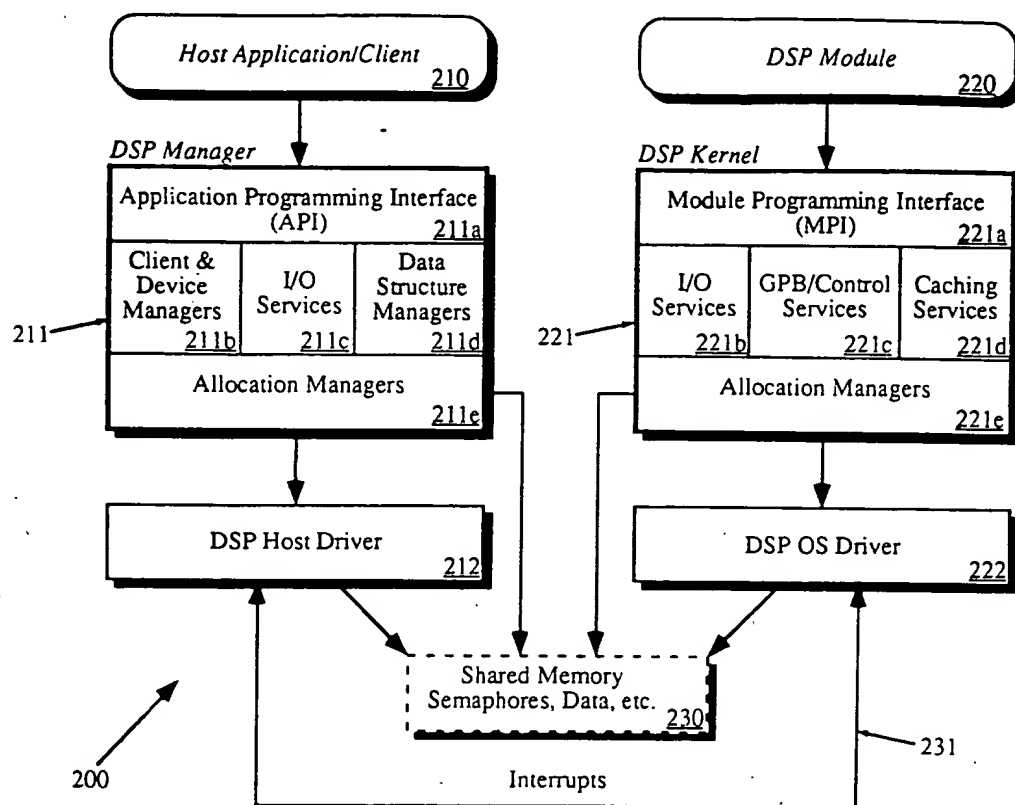 Host Application/Client
210
DSP Module
220
DSP Manager
Application Programming Interface
(API)
211a
Client &
Device
Managers
211b
I/O
Services
211c
Data
Structure
Managers
211d
Allocation Managers
211e
211
DSP Kernel
Module Programming Interface
(MPI)
221a
I/O
Services
221b
GPB/Control
Services
221c
Caching
Services
221d
Allocation Managers
221e
221
DSP Host Driver
212
DSP OS Driver
222
Shared Memory
Semaphores, Data, etc.
230
231
200
Interrupts